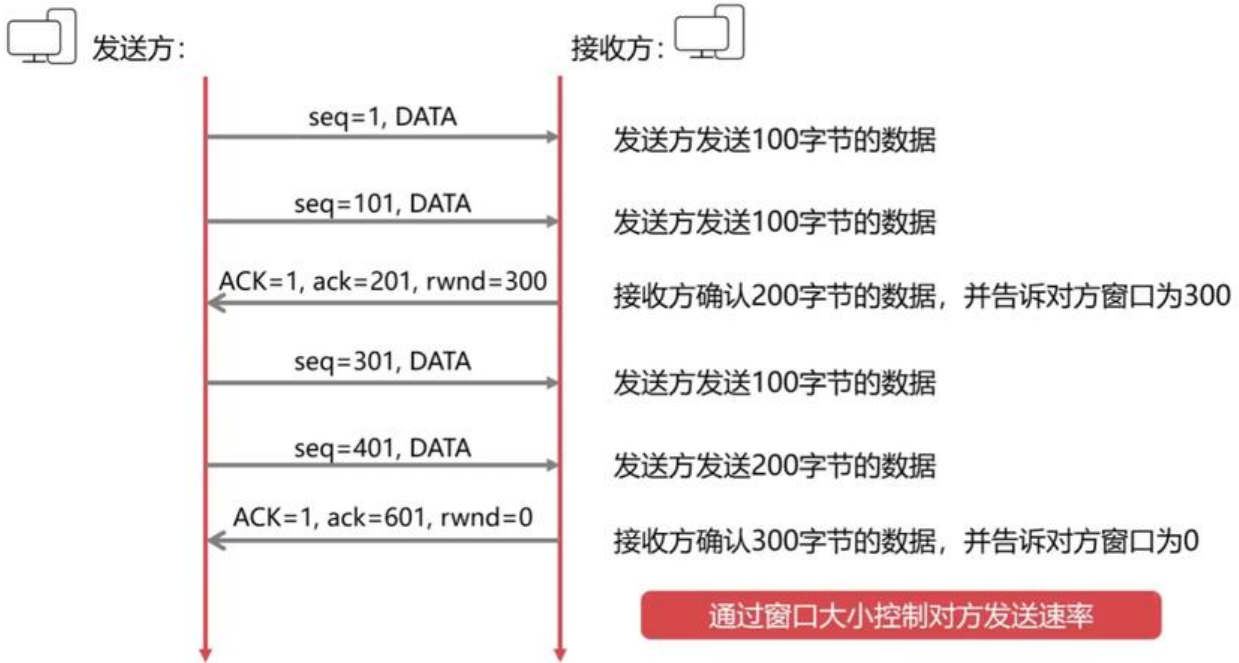 发送方:
接收方:
seq=1, DATA
发送方发送100字节的数据
seq=101, DATA
发送方发送100字节的数据
ACK=1, ack=201, rwnd=300
接收方确认200字节的数据，并告诉对方窗口为300
seq=301, DATA
发送方发送100字节的数据
seq=401, DATA
发送方发送200字节的数据
ACK=1, ack=601, rwnd=0
接收方确认300字节的数据，并告诉对方窗口为0
通过窗口大小控制对方发送速率